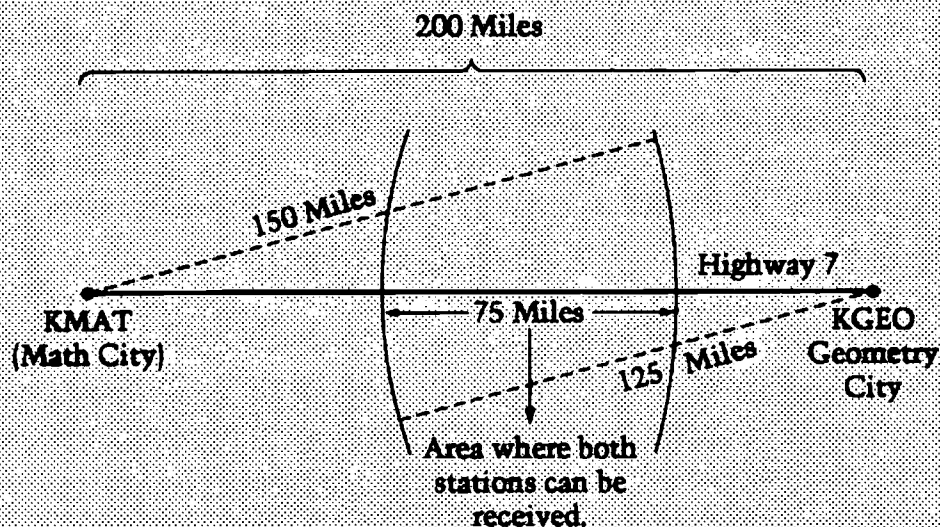 200 Miles
150 Miles
Highway 7
KMAT
(Math City)
75 Miles
KGEO
Geometry
City
125 Miles
Area where both
stations can be
received.